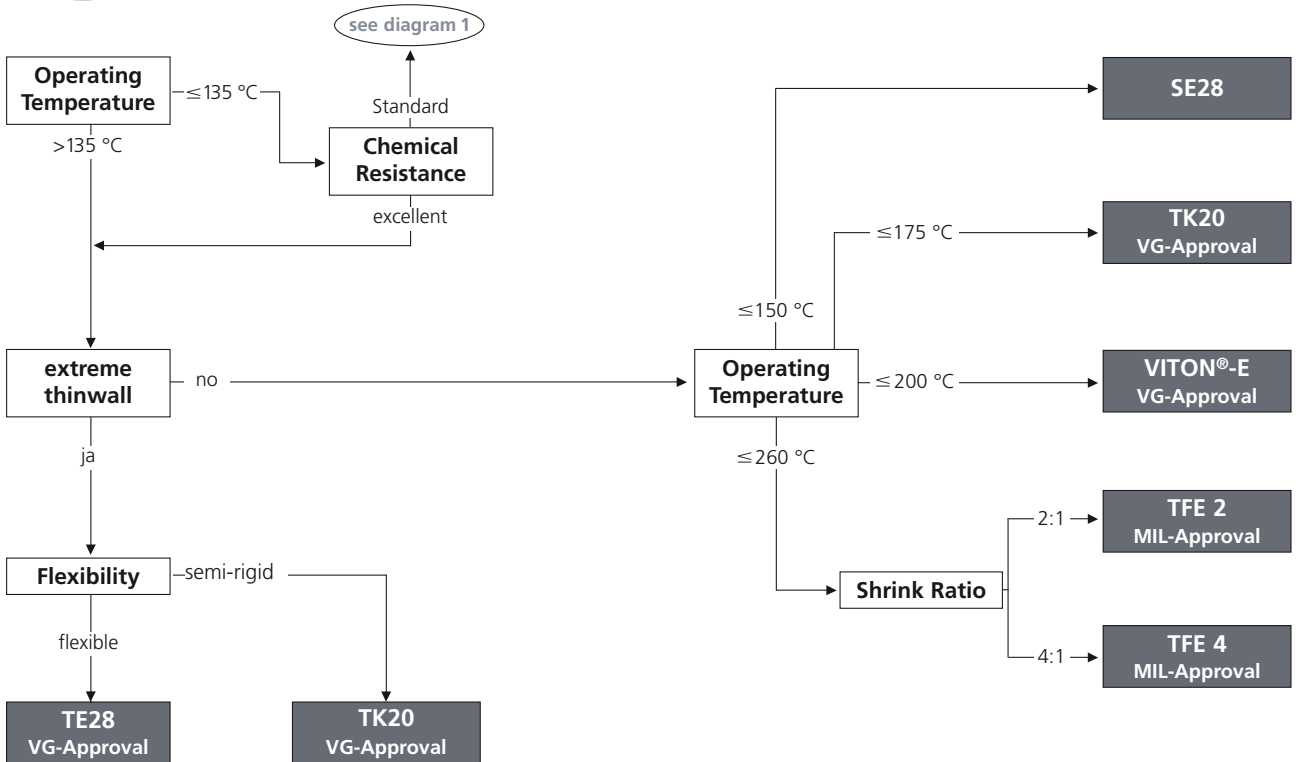 see diagram 1
Operating
Temperature
≤135 °C
>135 °C
Standard
Chemical
Resistance
excellent
SE28
TK20
VG-Approval
≤175 °C
≤150 °C
extreme
thinwall
no
Operating
Temperature
≤200 °C
VITON®-E
VG-Approval
≤260 °C
ja
2:1
TFE 2
MIL-Approval
Flexibility
semi-rigid
Shrink Ratio
flexible
4:1
TFE 4
MIL-Approval
TE28
VG-Approval
TK20
VG-Approval